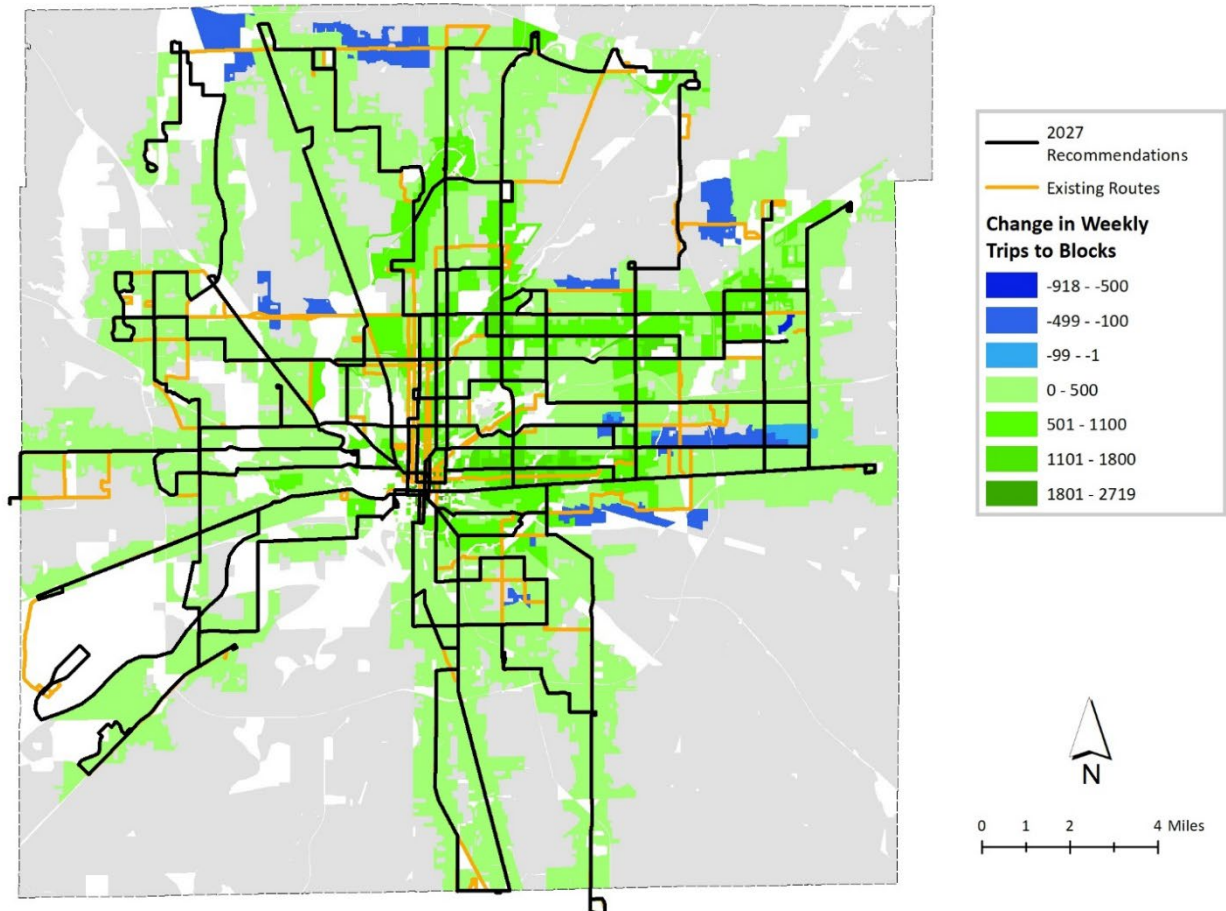 2027
Recommendations
Existing Routes
Change in Weekly
Trips to Blocks
-918 - -500
-499 - -100
-99 - -1
0 - 500
501 - 1100
1101 - 1800
1801 - 2719
N
0 1 2 4 Miles